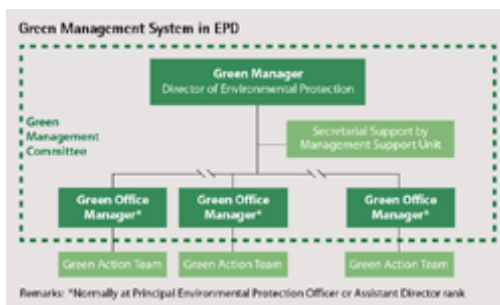 Green Management System in EPD
Green Manager
Director of Environmental Protection
Green
Management
Committee
Secretarial Support by
Management Support Unit
Green Office
Manager*
Green Office
Manager*
Green Office
Manager*
Green Action Team
Green Action Team
Green Action Team
Remarks: *Normally at Principal Environmental Protection Officer or Assistant Director rank